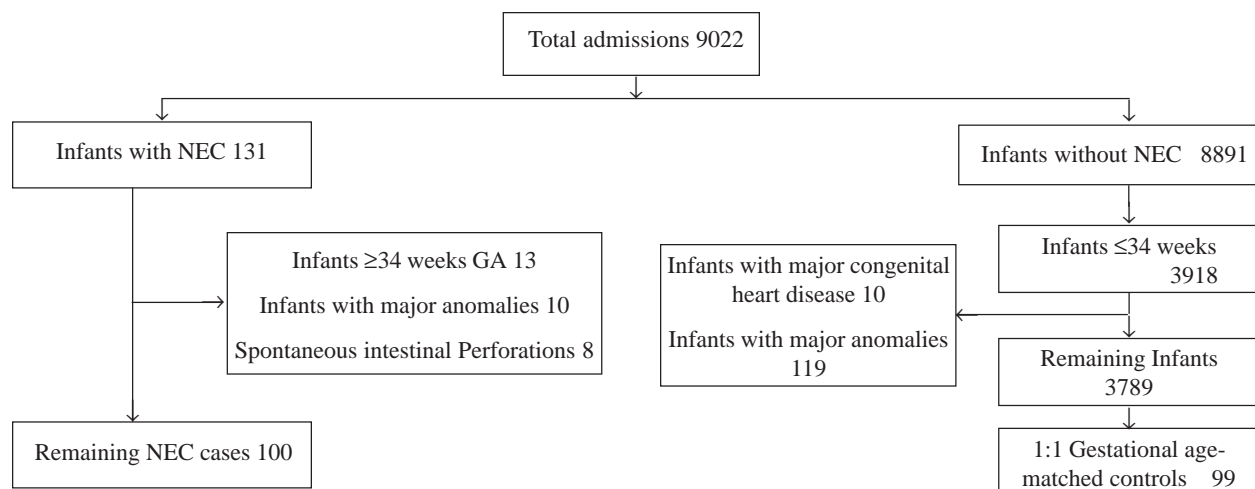 Total admissions 9022
Infants with NEC 131
Infants without NEC 8891
Infants ≥34 weeks GA 13
Infants with major anomalies 10
Spontaneous intestinal Perforations 8
Infants ≤34 weeks
3918
Infants with major congenital
heart disease 10
Infants with major anomalies
119
Remaining Infants
3789
Remaining NEC cases 100
1:1 Gestational age-
matched controls 99